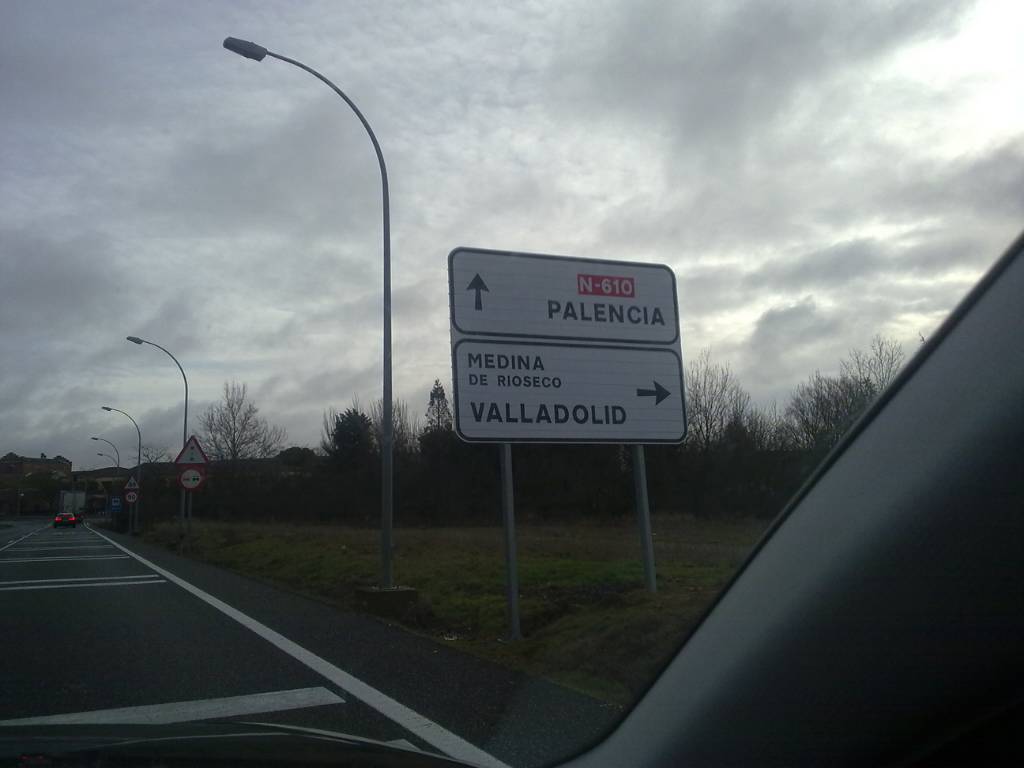 N-610
PALENCIA
MEDINA
DE RIOSECO
VALLADOLID